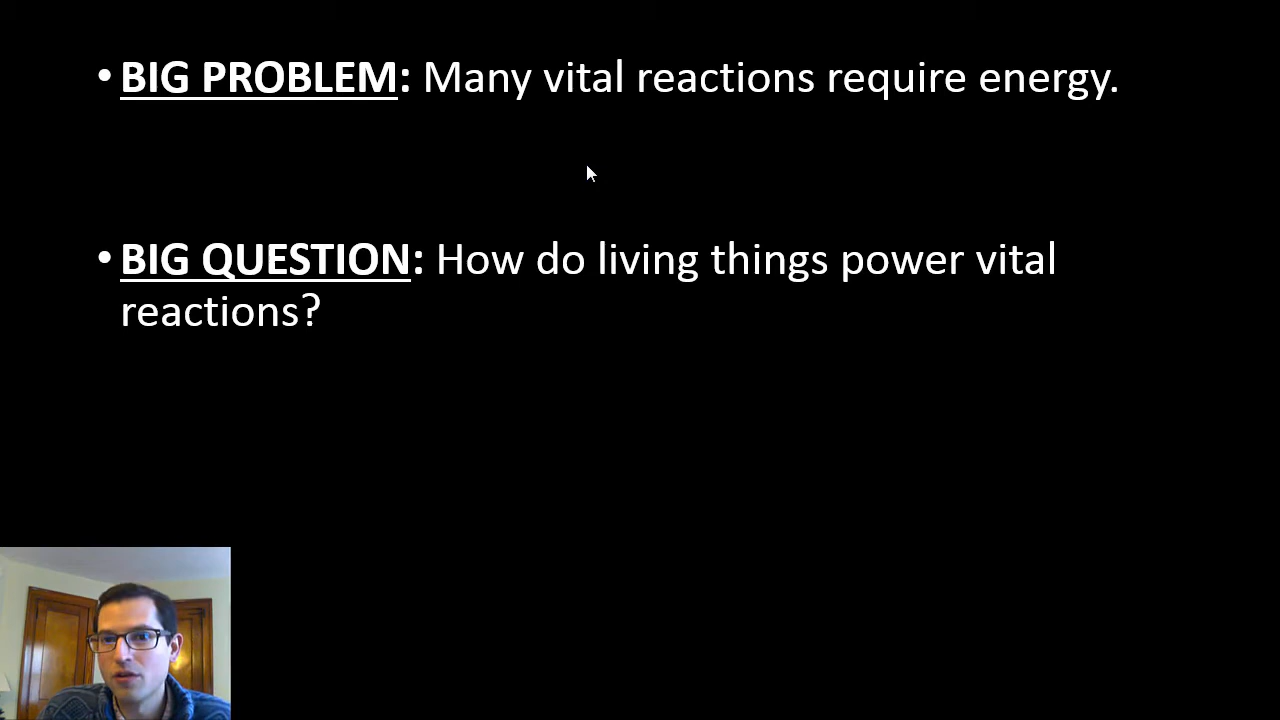 • BIG PROBLEM: Many vital reactions require energy.
• BIG QUESTION: How do living things power vital
reactions?